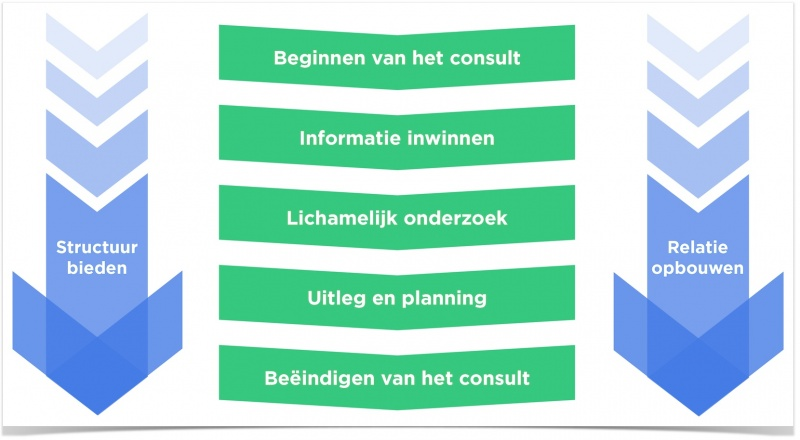 Beginnen van het consult
Informatie inwinnen
Lichamelijk onderzoek
Structuur
bieden
Relatie
opbouwen
Uitleg en planning
Beëindigen van het consult